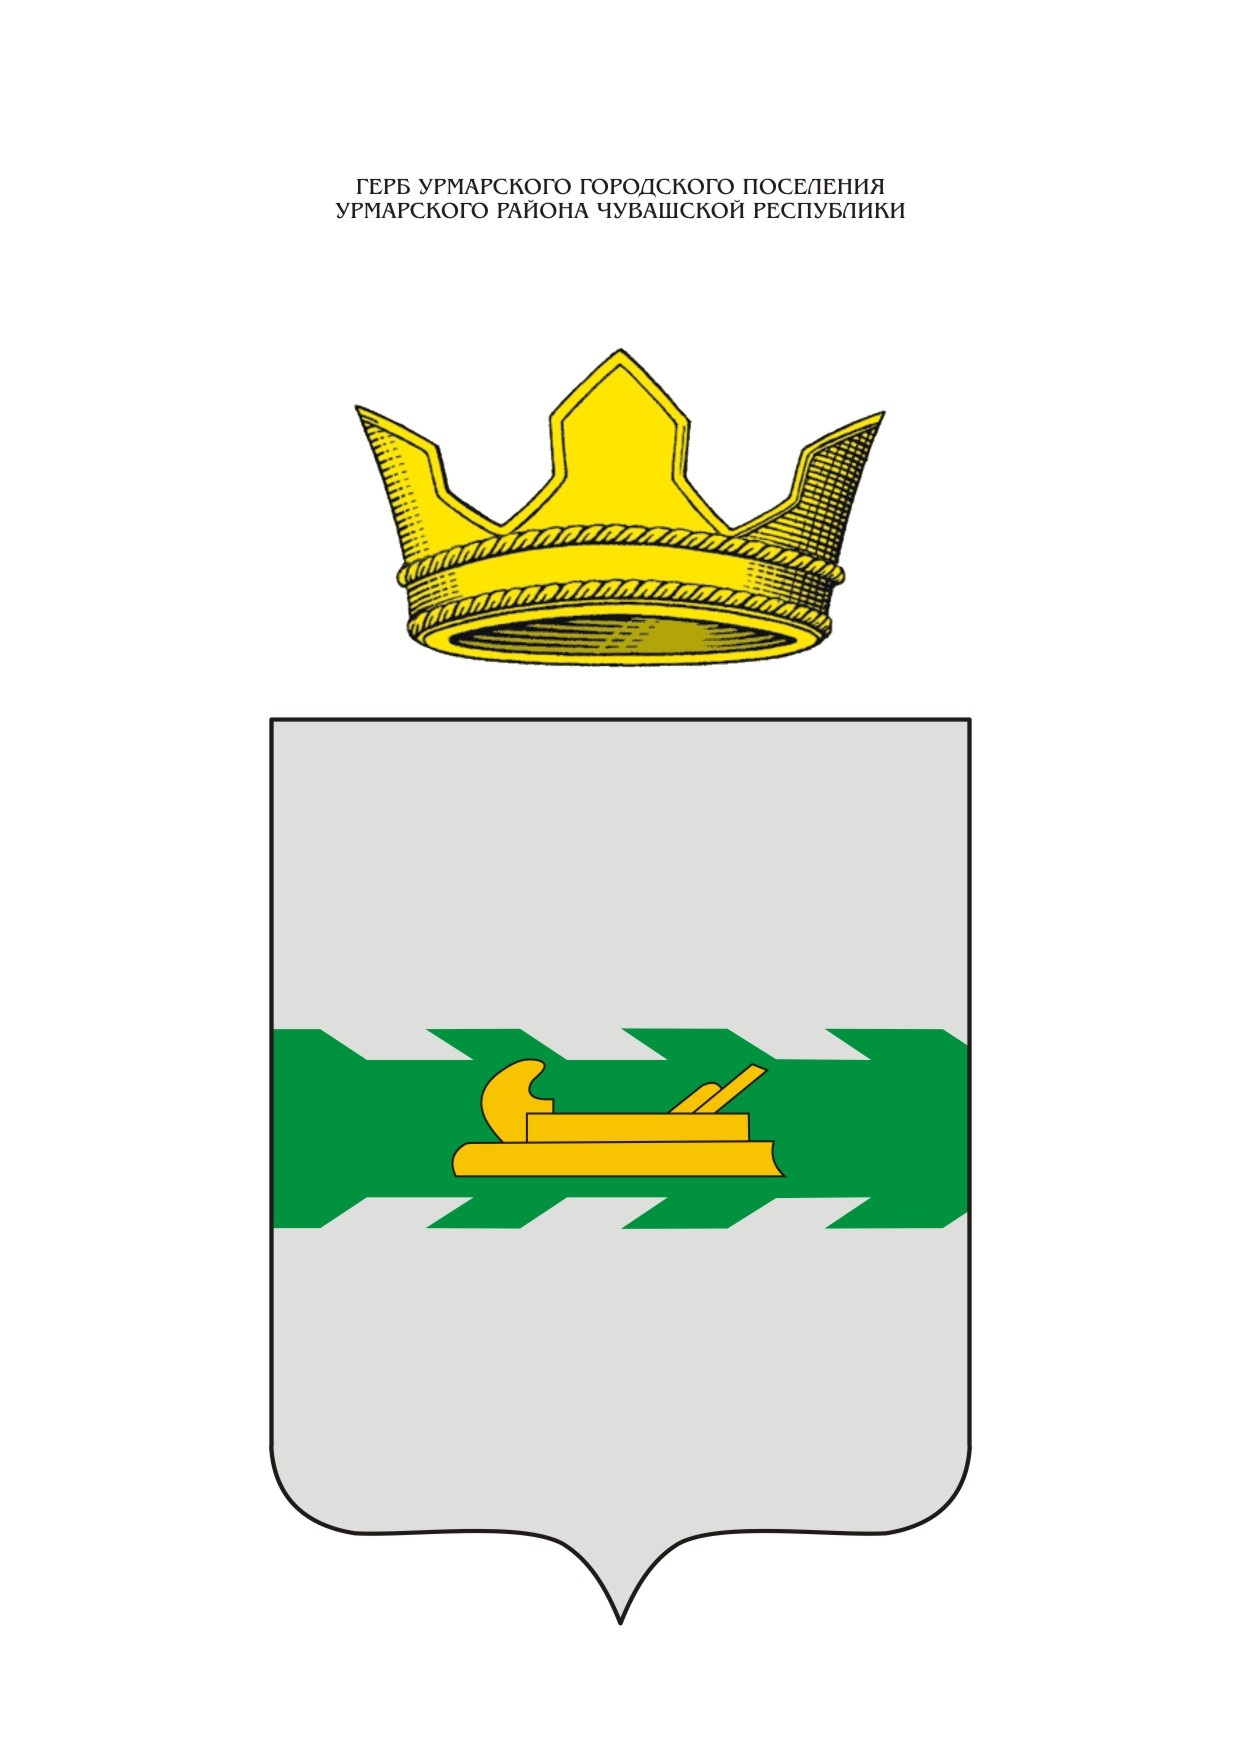 ГЕРБ УРМАРСКОГО ГОРОДСКОГО ПОСЕЛЕНИЯ
УРМАРСКОГО РАЙОНА ЧУВАШСКОЙ РЕСПУБЛИКИ